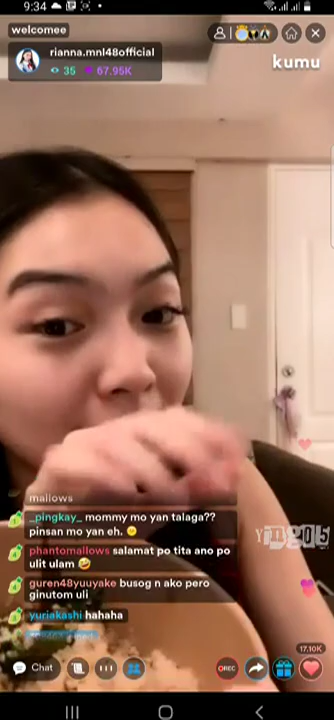 9:34
welcomee
rianna.mnl48official
35 67.95K
kumu
mallows
_pingkay_ mommy mo yan talaga??
pinsan mo yan eh.
phantomallows salamat po tita ano po
ulit ulam
guren48yuuyake busog n ako pero
ginutom uli
yuriakashi hahaha
17.10K
Chat
REC